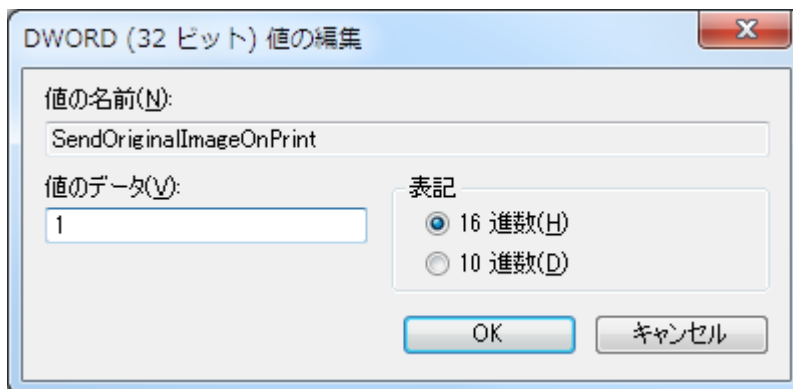 DWORD (32 ビット) 値の編集
値の名前(N):
SendOriginalImageOnPrint
値のデータ(V):
1
表記
16 進数(H)
10 進数(D)
OK
キャンセル